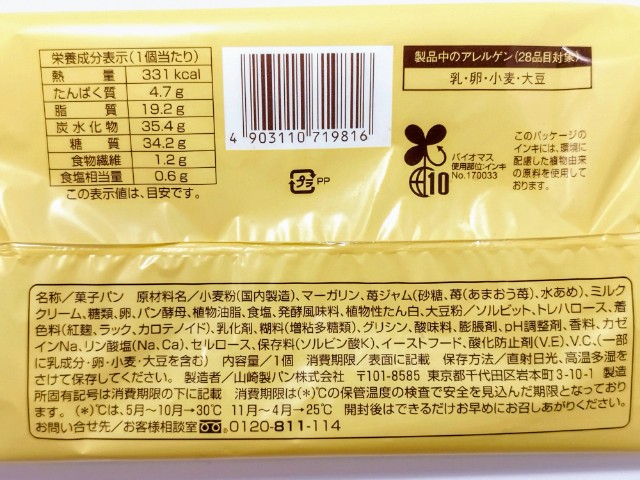 栄養成分表示(1個当たり)
熱量 331 kcal
たんぱく質 4.7 g
脂質 19.2 g
炭水化物 35.4 g
糖質 34.2 g
食物繊維 1.2 g
食塩相当量 0.6 g
この表示値は、目安です。
4 903110 719816
プラ PP
製品中のアレルゲン(28品目対象)
乳・卵・小麦・大豆
10
バイオマス
使用部位:インキ
No.170033
このパッケージの
インキには、環境に
配慮した植物由来
の原料を使用して
おります。
名称/菓子パン 原材料名/小麦粉(国内製造)、マーガリン、苺ジャム(砂糖、苺(あまおう苺)、水あめ)、ミルク
クリーム、糖類、卵、パン酵母、植物油脂、食塩、発酵風味料、植物性たん白、大豆粉/ソルビット、トレハロース、着
色料(紅麹、ラック、カロテノイド)、乳化剤、糊料(増粘多糖類)、グリシン、酸味料、膨脹剤、pH調整剤、香料、カゼ
インNa、リン酸塩(Na、Ca)、セルロース、保存料(ソルビン酸K)、イーストフード、酸化防止剤(V.E)、V.C、(一部
に乳成分・卵・小麦・大豆を含む) 内容量/1個 消費期限/表面に記載 保存方法/直射日光、高温多湿を
さけて保存してください。 製造者/山崎製パン株式会社 〒101-8585 東京都千代田区岩本町3-10-1 製造
所固有記号は消費期限の下に記載 消費期限は(*)℃の保管温度の検査で安全を見込んだ期限となっており
ます。(*)℃は、5月〜10月→30℃ 11月〜4月→25℃ 開封後はできるだけお早めにお召しあがりください。
お問い合せ先/お客様相談室 0120-811-114